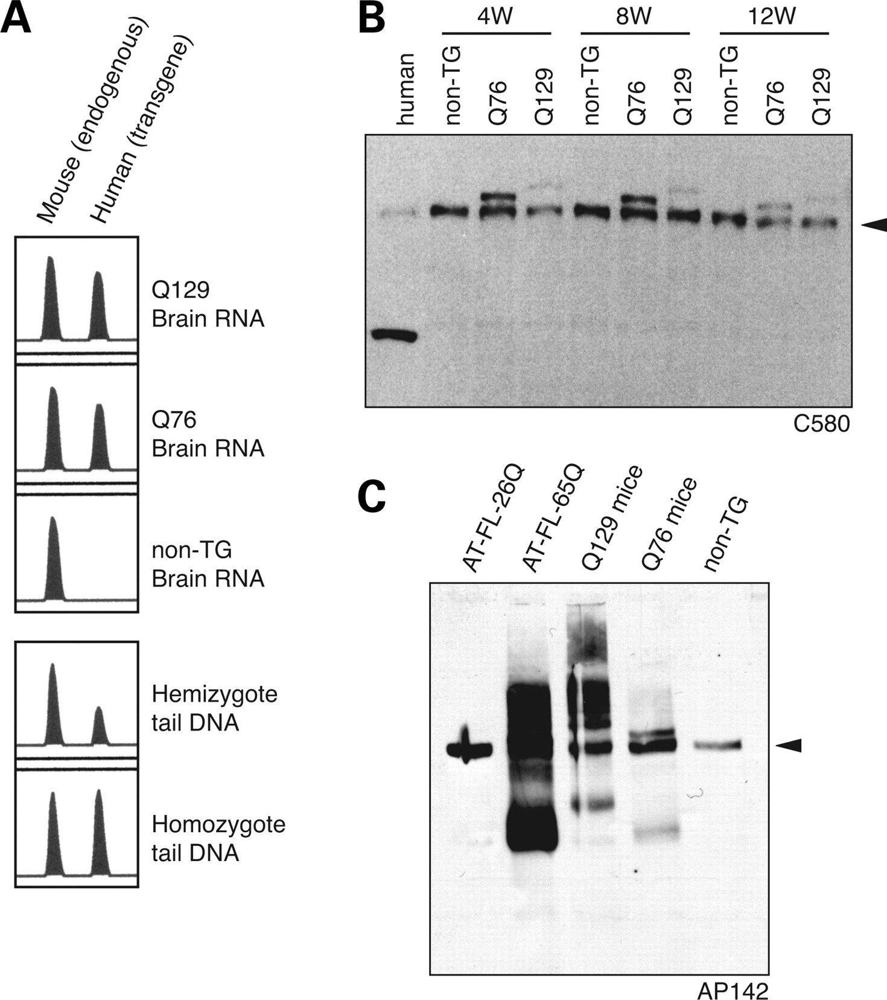 A
Mouse (endogenous)
Human (transgene)
Q129
Brain RNA
Q76
Brain RNA
non-TG
Brain RNA
Hemizygote
tail DNA
Homozygote
tail DNA
B
4W
8W
12W
human
non-TG
Q76
Q129
non-TG
Q76
Q129
non-TG
Q76
Q129
C580
C
AT-FL-26Q
AT-FL-65Q
Q129 mice
Q76 mice
non-TG
AP142